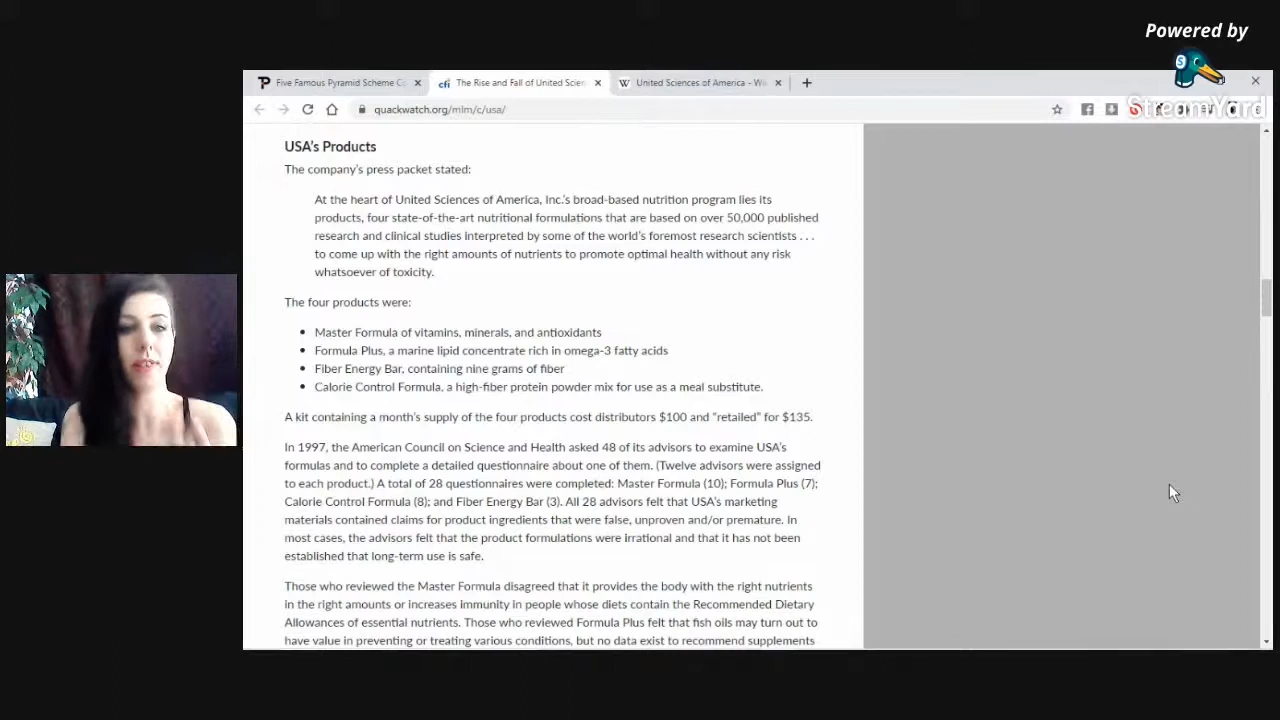 Powered by
StreamYard
Five Famous Pyramid Scheme Co
The Rise and Fall of United Scien
United Sciences of America - Wi
quackwatch.org/mlm/c/usa/
USA's Products
The company's press packet stated:
At the heart of United Sciences of America, Inc.'s broad-based nutrition program lies its
products, four state-of-the-art nutritional formulations that are based on over 50,000 published
research and clinical studies interpreted by some of the world's foremost research scientists . . .
to come up with the right amounts of nutrients to promote optimal health without any risk
whatsoever of toxicity.
The four products were:
Master Formula of vitamins, minerals, and antioxidants
Formula Plus, a marine lipid concentrate rich in omega-3 fatty acids
Fiber Energy Bar, containing nine grams of fiber
Calorie Control Formula, a high-fiber protein powder mix for use as a meal substitute.
A kit containing a month's supply of the four products cost distributors $100 and "retailed" for $135.
In 1997, the American Council on Science and Health asked 48 of its advisors to examine USA's
formulas and to complete a detailed questionnaire about one of them. (Twelve advisors were assigned
to each product.) A total of 28 questionnaires were completed: Master Formula (10); Formula Plus (7);
Calorie Control Formula (8); and Fiber Energy Bar (3). All 28 advisors felt that USA's marketing
materials contained claims for product ingredients that were false, unproven and/or premature. In
most cases, the advisors felt that the product formulations were irrational and that it has not been
established that long-term use is safe.
Those who reviewed the Master Formula disagreed that it provides the body with the right nutrients
in the right amounts or increases immunity in people whose diets contain the Recommended Dietary
Allowances of essential nutrients. Those who reviewed Formula Plus felt that fish oils may turn out to
have value in preventing or treating various conditions, but no data exist to recommend supplements